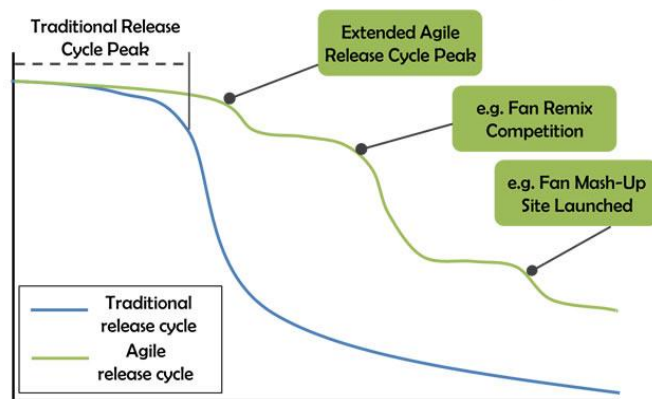 Traditional Release
Cycle Peak
Extended Agile
Release Cycle Peak
e.g. Fan Remix
Competition
e.g. Fan Mash-Up
Site Launched
Traditional
release cycle
Agile
release cycle